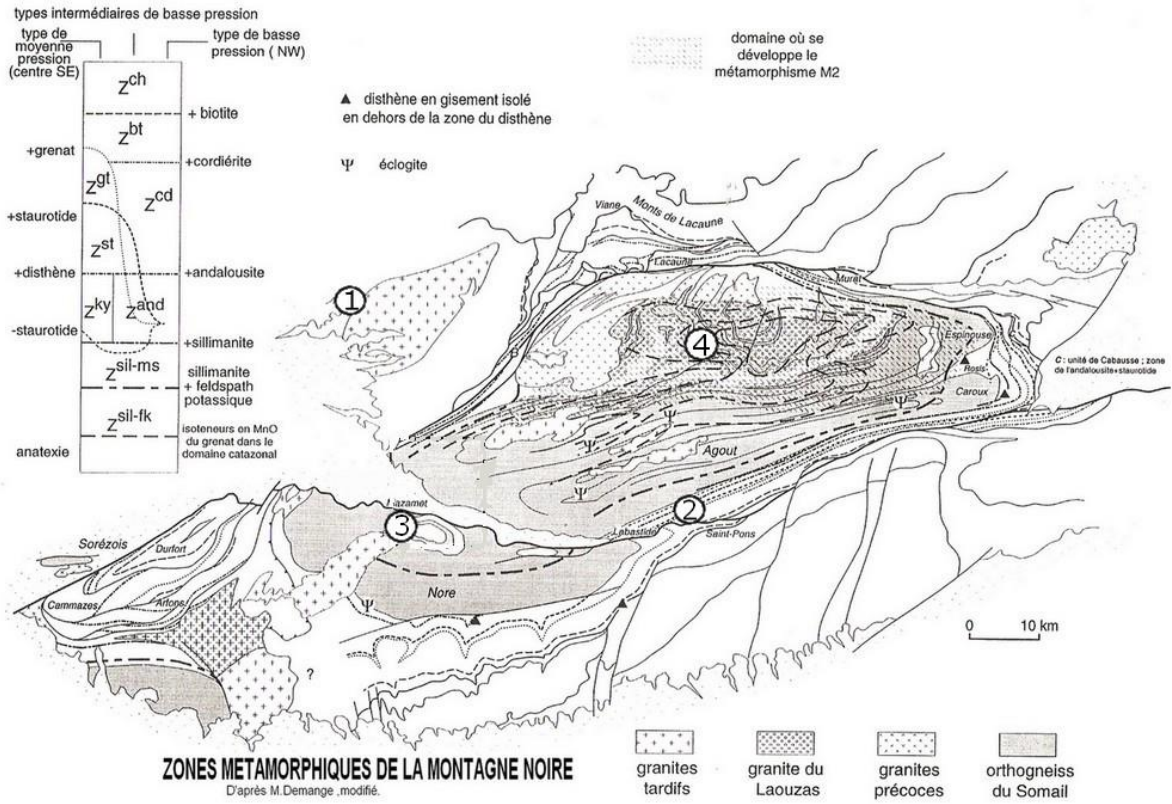 types intermédiaires de basse pression
type de
moyenne
pression
(centre SE)
type de basse
pression ( NW)
Zch
+ biotite
Zbt
+grenat
+cordiérite
Zgt
Zcd
+staurotide
Zst
+disthène
+andalousite
Zky
Zand
-staurotide
+sillimanite
Zsil-ms
sillimanite
+ feldspath
potassique
Zsil-fk
isoteneurs en MnO
du grenat dans le
domaine catazonal
anatexie
▲ disthène en gisement isolé
en dehors de la zone du disthène
Ψ éclogite
domaine où se
développe le
métamorphisme M2
Viane
Monts de Lacaune
Lacaune
Murat
1
4
Espinouse
Rosis
Caroux
C : unité de Cabausse ; zone
de l'andalousite+staurotide
Ψ
Ψ
Ψ
Agout
Ψ
2
Labastide
Saint-Pons
3
Sorézois
Durfort
Cammazes
Nore
Ψ
?
0 10 km
ZONES METAMORPHIQUES DE LA MONTAGNE NOIRE
D'après M.Demange ,modifié.
granites
tardifs
granite du
Laouzas
granites
précoces
orthogneiss
du Somail